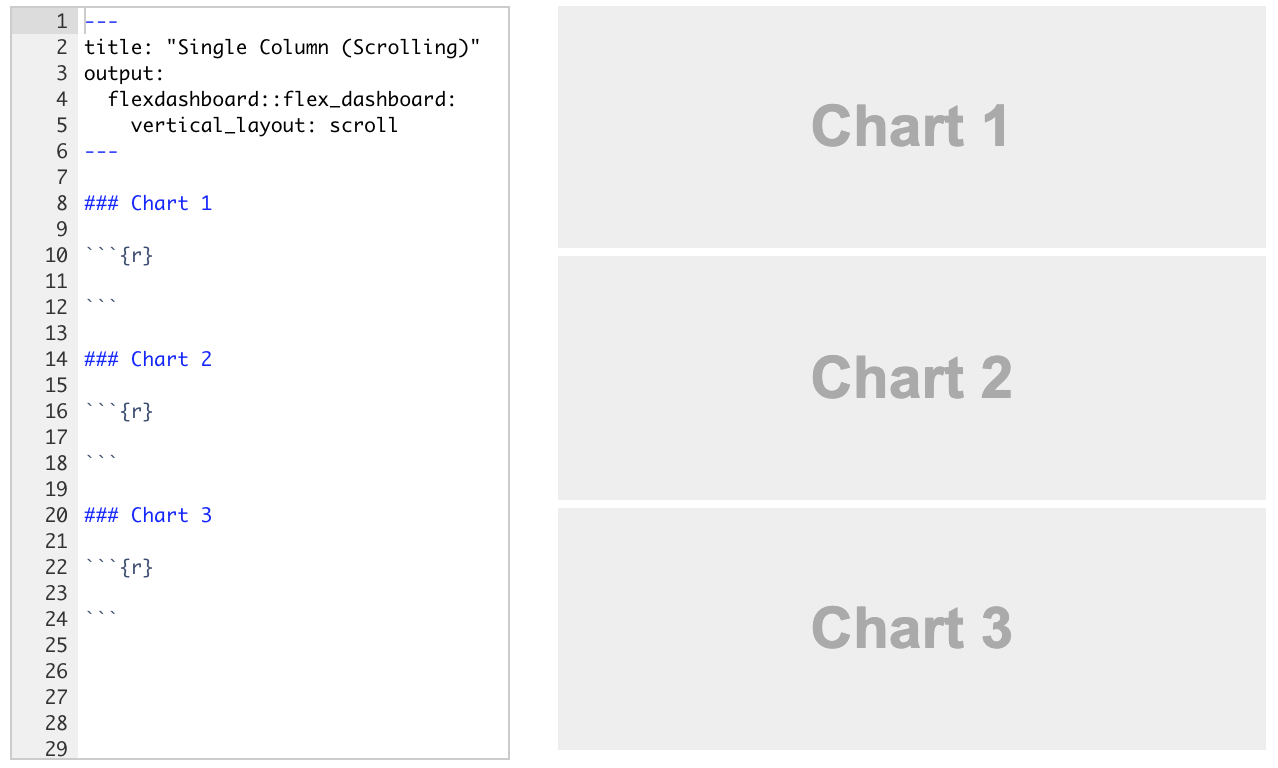 1 ---
2 title: "Single Column (Scrolling)"
3 output:
4   flexdashboard::flex_dashboard:
5     vertical_layout: scroll
6 ---
7
8 ### Chart 1
9
10 ```{r}
11
12 ```
13
14 ### Chart 2
15
16 ```{r}
17
18 ```
19
20 ### Chart 3
21
22 ```{r}
23
24 ```
25
26
27
28
29
Chart 1
Chart 2
Chart 3